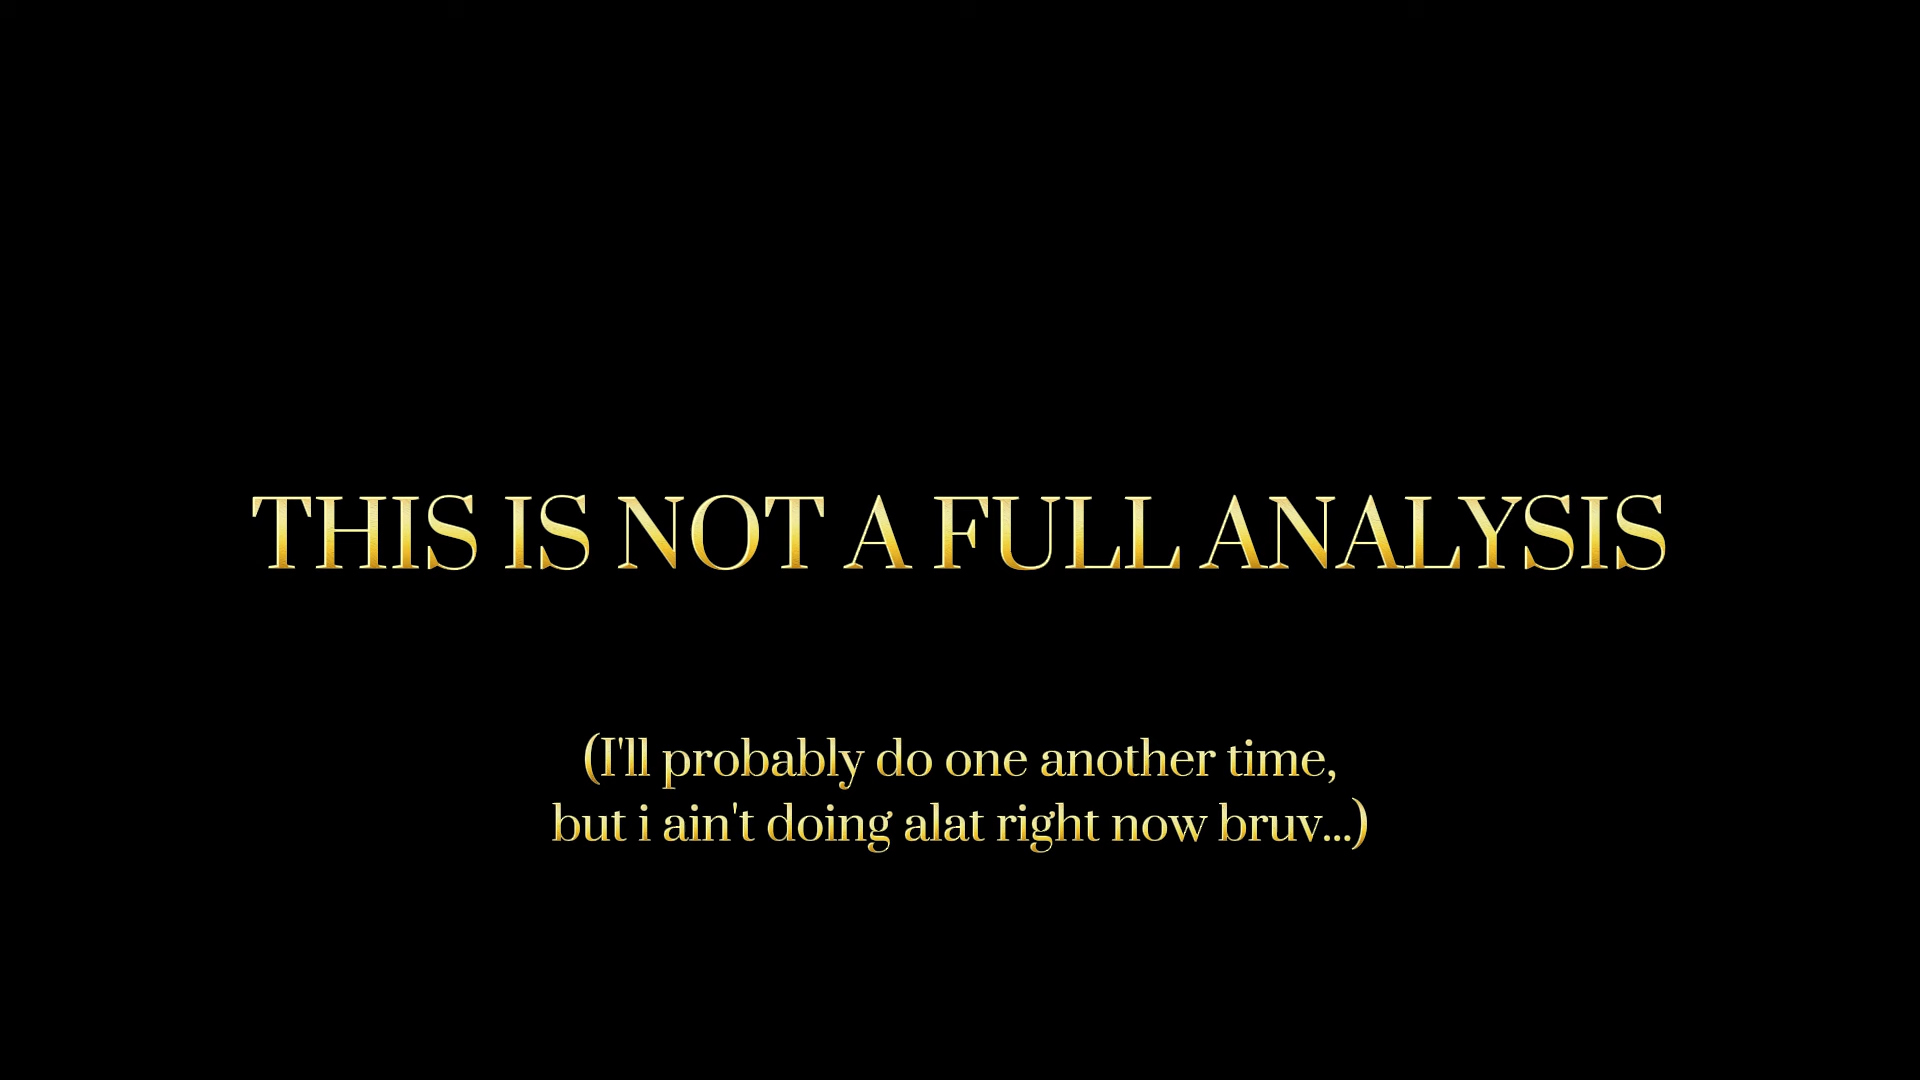 THIS IS NOT A FULL ANALYSIS
(I'll probably do one another time,
but i ain't doing alat right now bruv...)